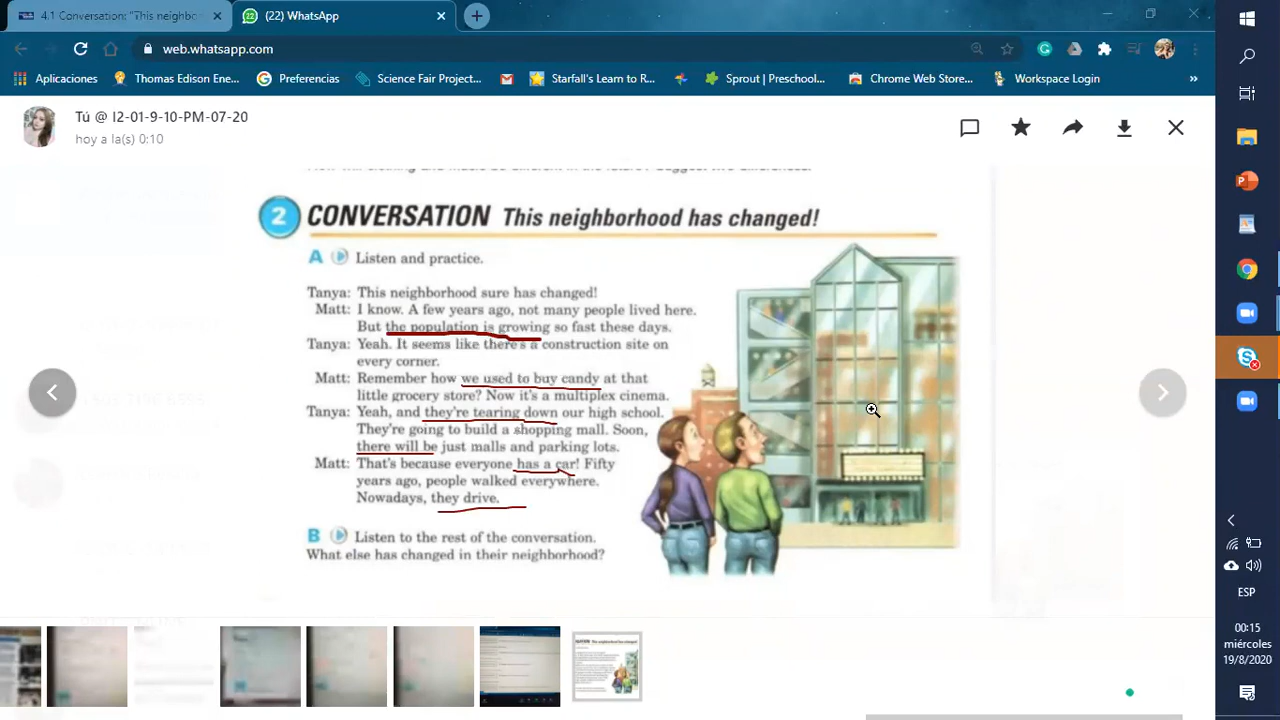 4.1 Conversation: "This neighbor
(22) WhatsApp
web.whatsapp.com
Aplicaciones
Thomas Edison Ene...
Preferencias
Science Fair Project...
Starfall's Learn to R...
Sprout | Preschool...
Chrome Web Store...
Workspace Login
»
Tú @ I2-01-9-10-PM-07-20
hoy a la(s) 0:10
2 CONVERSATION This neighborhood has changed!
A Listen and practice.
Tanya: This neighborhood sure has changed!
Matt: I know. A few years ago, not many people lived here.
But the population is growing so fast these days.
Tanya: Yeah. It seems like there's a construction site on
every corner.
Matt: Remember how we used to buy candy at that
little grocery store? Now it's a multiplex cinema.
Tanya: Yeah, and they're tearing down our high school.
They're going to build a shopping mall. Soon,
there will be just malls and parking lots.
Matt: That's because everyone has a car! Fifty
years ago, people walked everywhere.
Nowadays, they drive.
B Listen to the rest of the conversation.
What else has changed in their neighborhood?
ESP
00:15
miércoles
19/8/2020